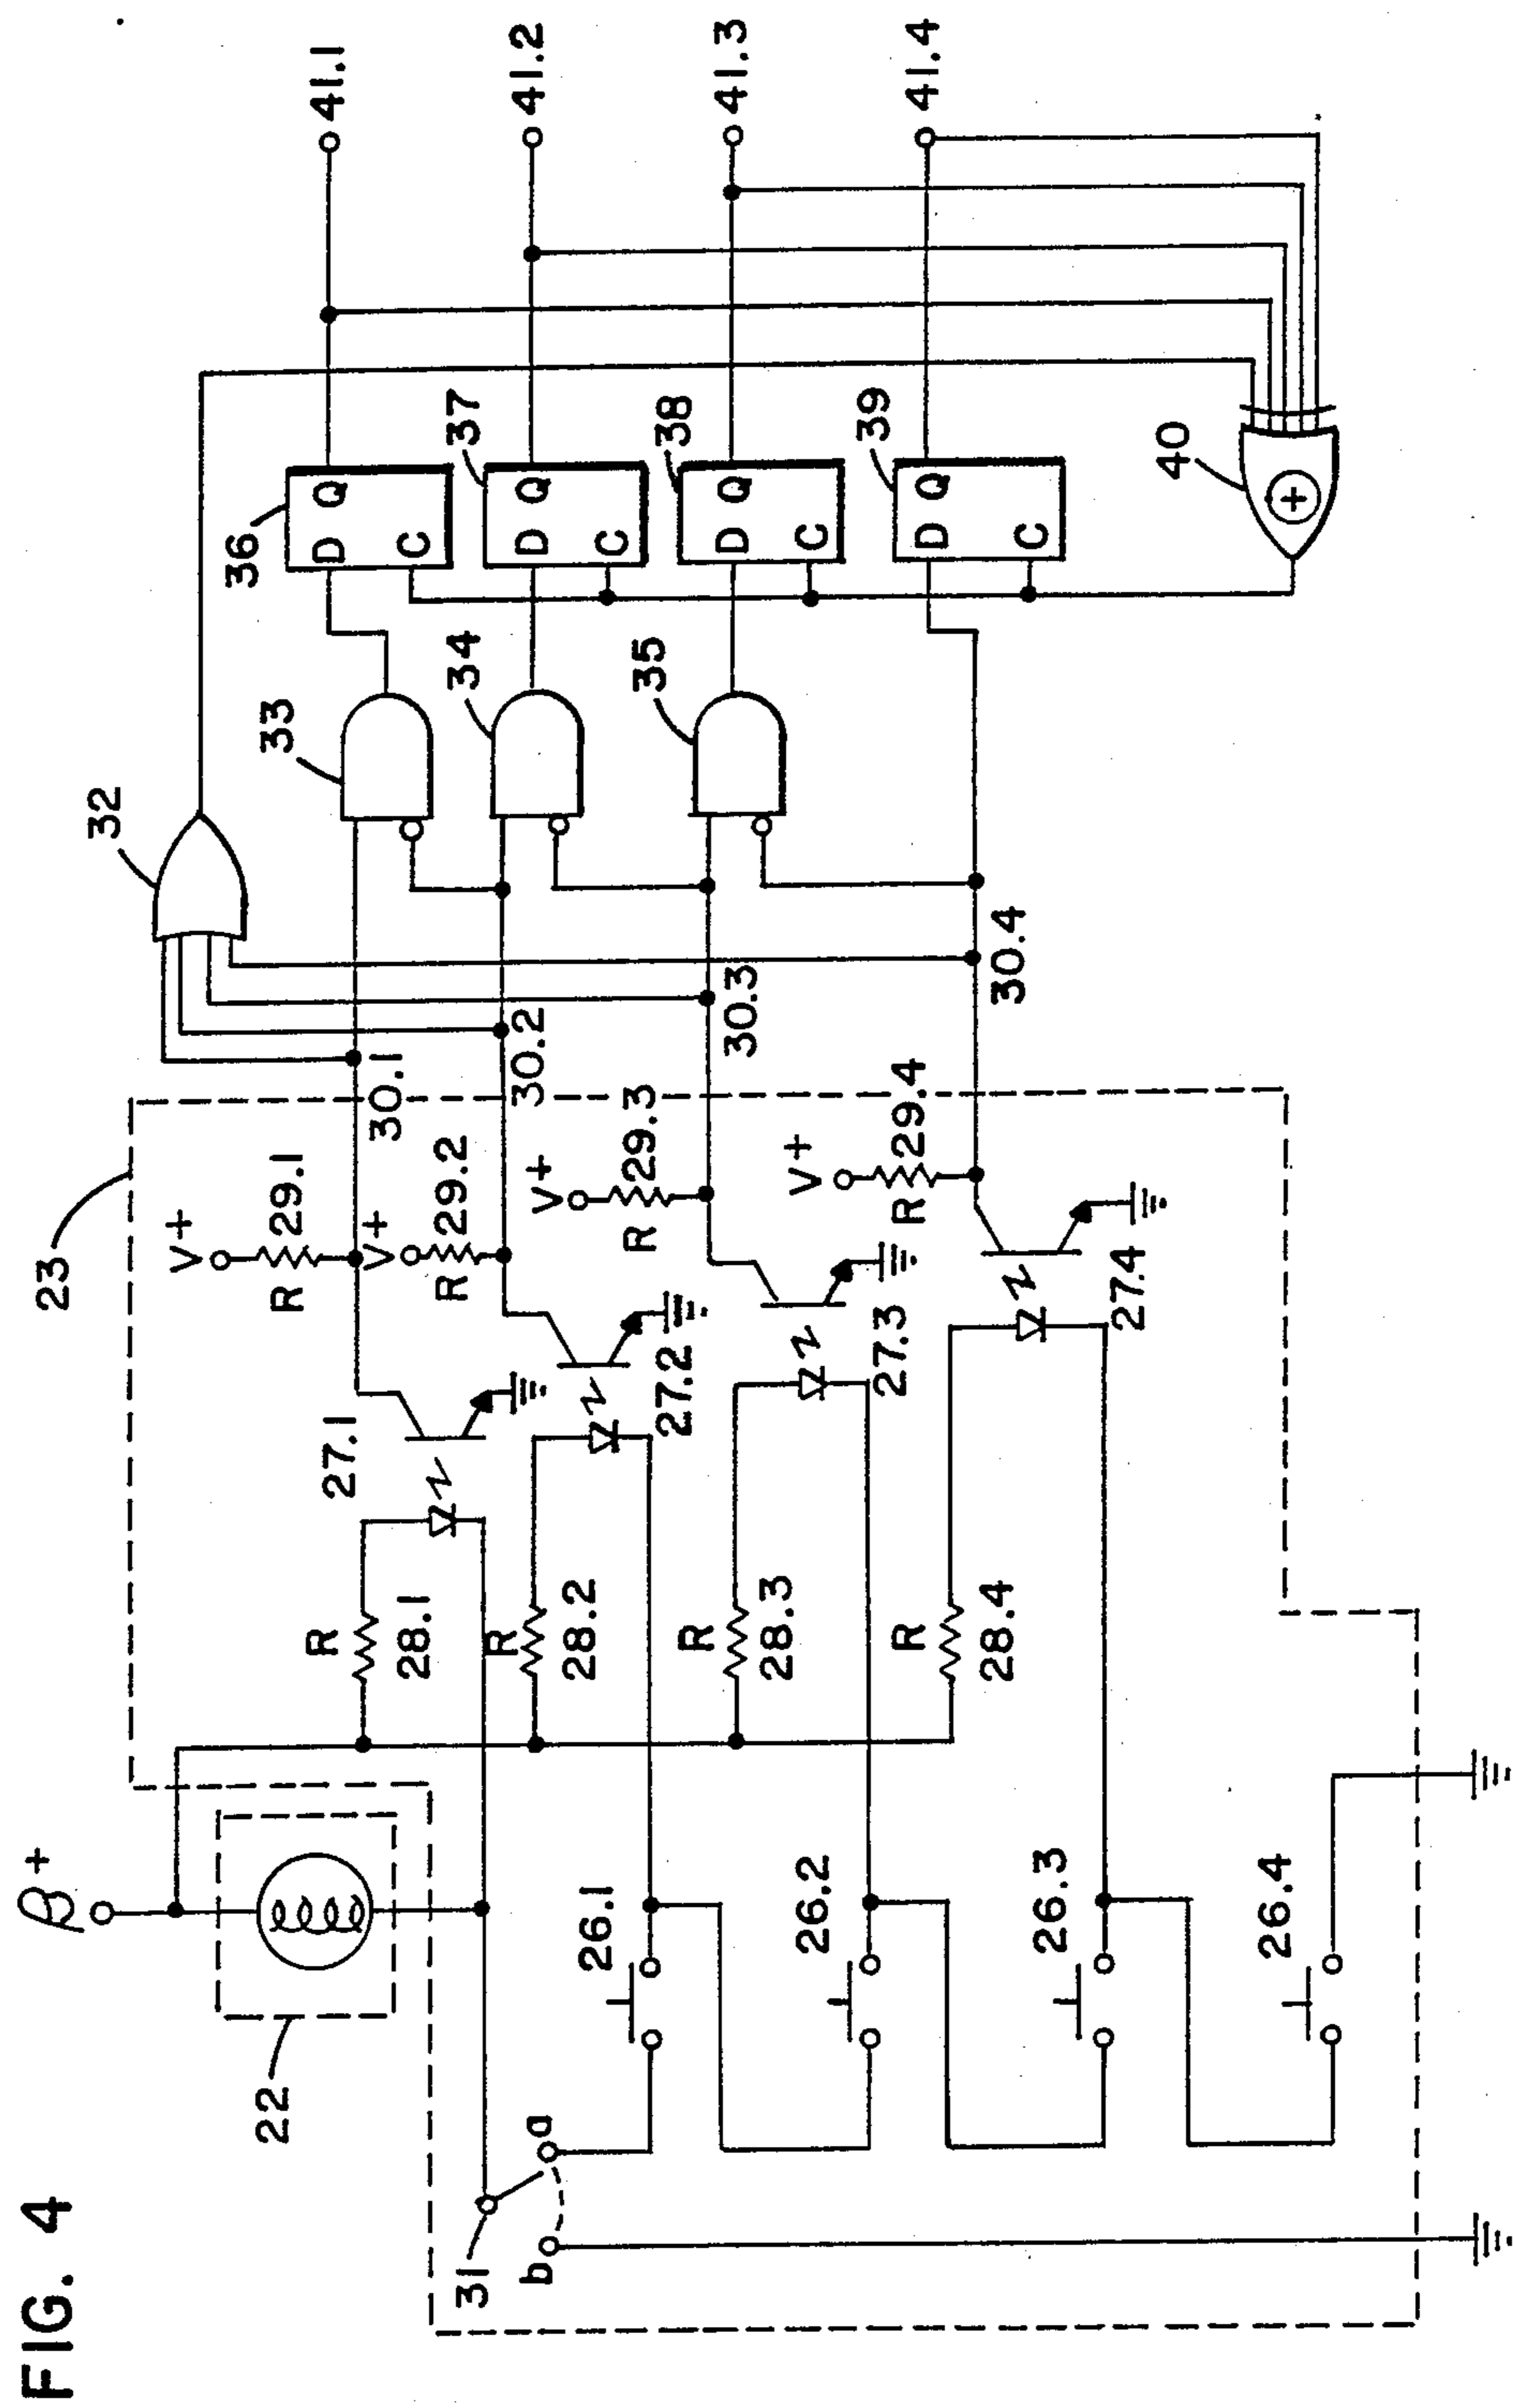 FIG. 4
B+
22
23
31
a
b
26.1
26.2
26.3
26.4
R
28.1
R
28.2
R
28.3
R
28.4
27.1
27.2
27.3
27.4
V+
R
29.1
V+
R
29.2
V+
R
29.3
V+
R
29.4
30.1
30.2
30.3
30.4
32
33
34
35
36
D Q
C
37
D Q
C
38
D Q
C
39
D Q
C
40
+
41.1
41.2
41.3
41.4